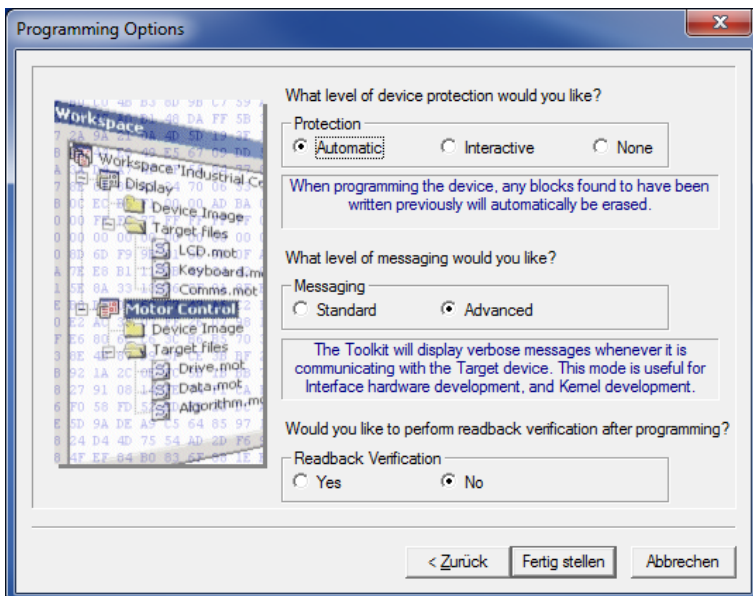 Programming Options
Workspace
Workspace "Industrial Co
Display
Device Image
Target files
LCD.mot
Keyboard.m
Comms.mot
Motor Control
Device Image
Target files
Drive.mot
Data.mot
Algorithm.mo
What level of device protection would you like?
Protection
Automatic Interactive None
When programming the device, any blocks found to have been
written previously will automatically be erased.
What level of messaging would you like?
Messaging
Standard Advanced
The Toolkit will display verbose messages whenever it is
communicating with the Target device. This mode is useful for
Interface hardware development, and Kernel development.
Would you like to perform readback verification after programming?
Readback Verification
Yes No
< Zurück Fertig stellen Abbrechen